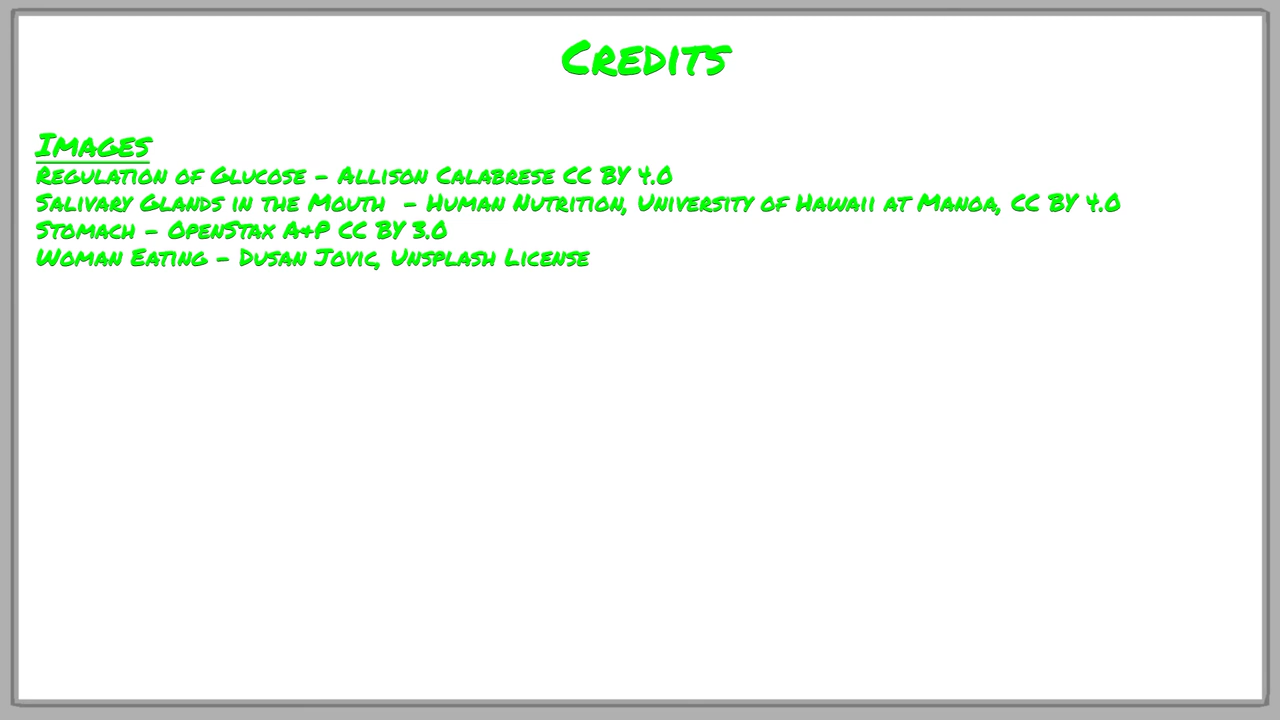 Credits
Images
Regulation of Glucose – Allison Calabrese CC BY 4.0
Salivary Glands in the Mouth – Human Nutrition, University of Hawaii at Manoa, CC BY 4.0
Stomach – OpenStax A&P CC BY 3.0
Woman Eating – Dusan Jovic, Unsplash License